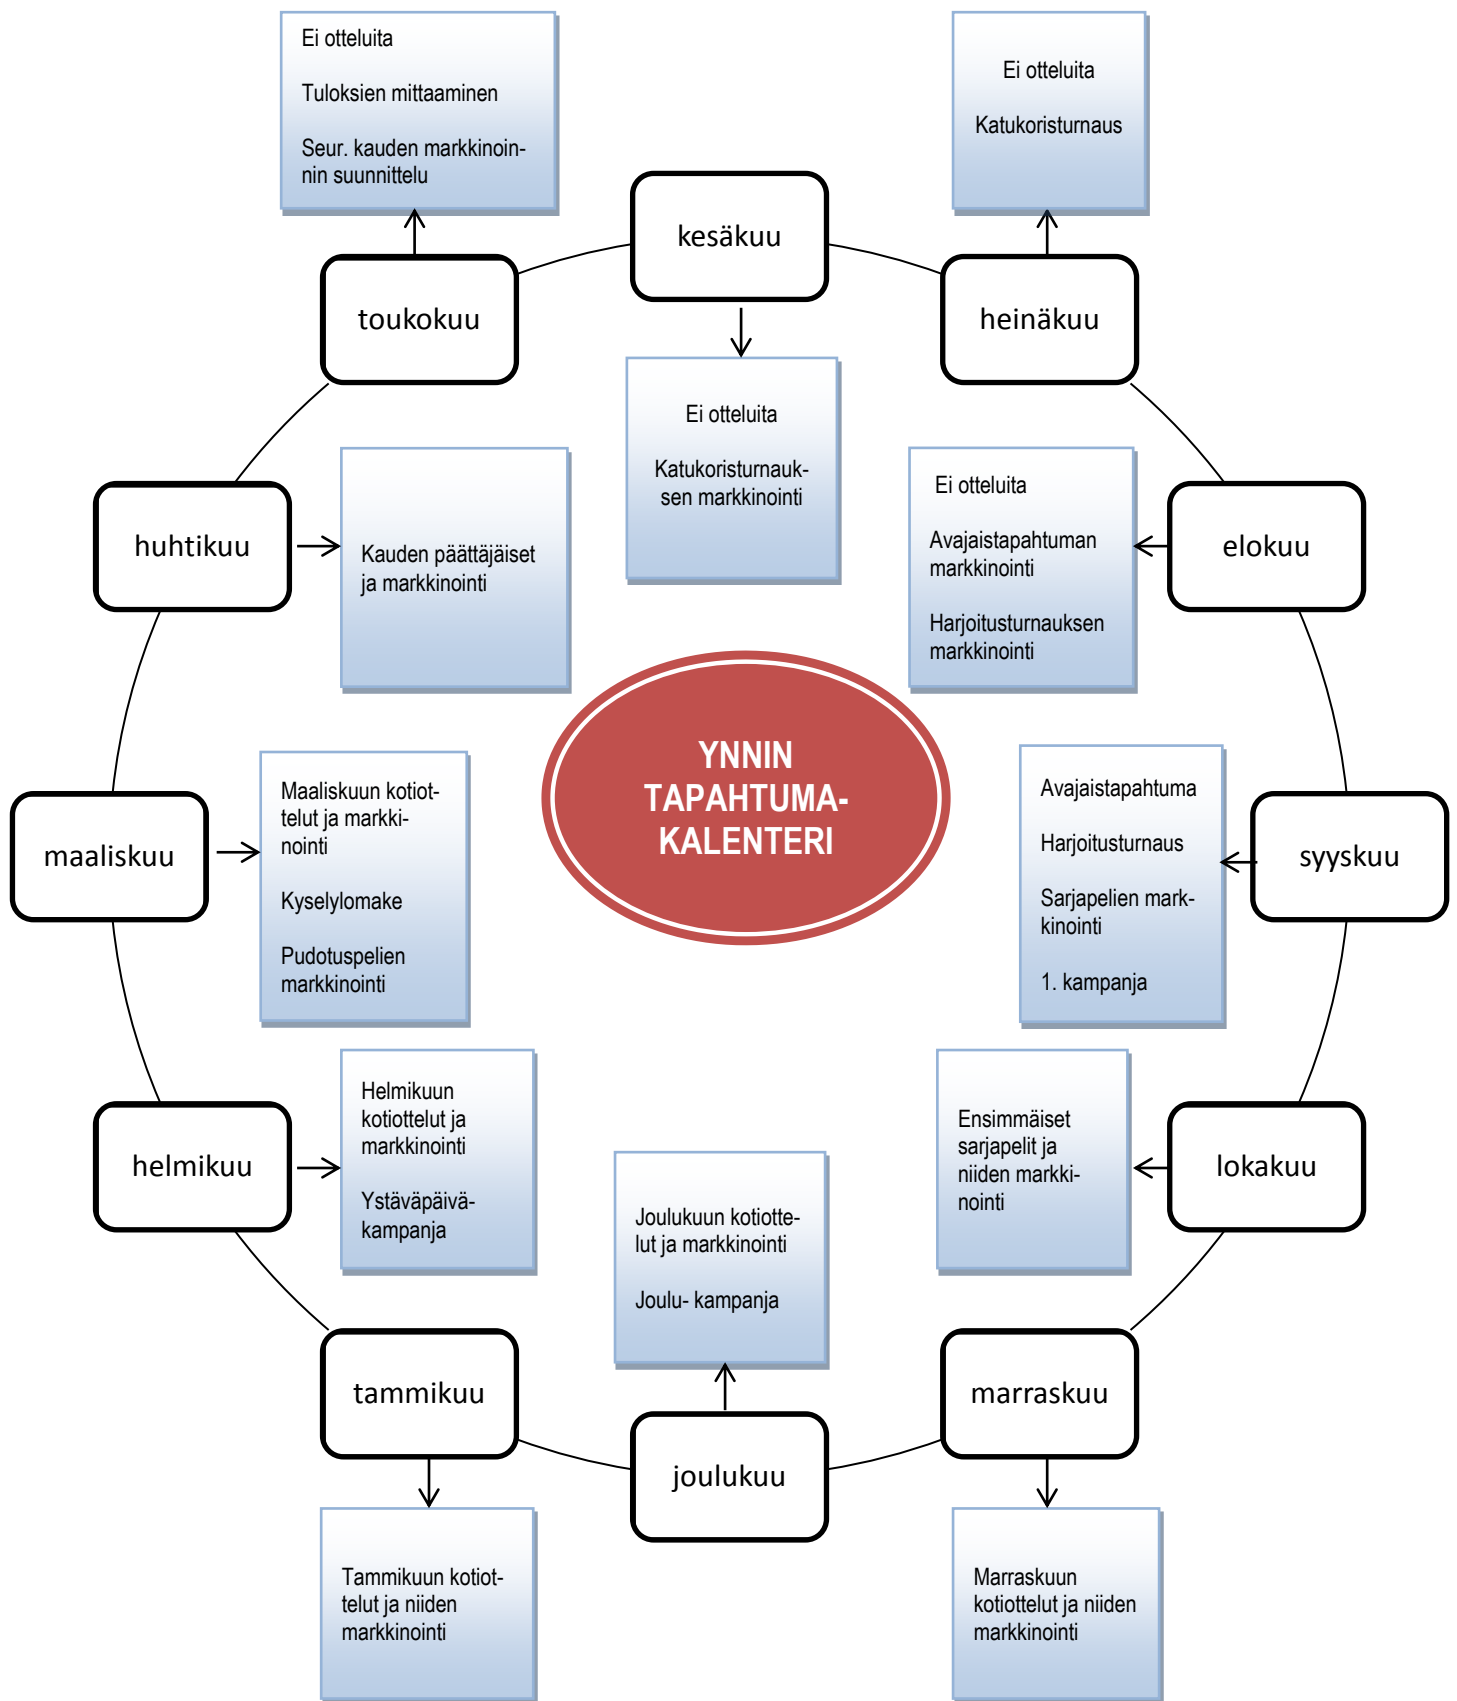 Ei otteluita
Tuloksien mittaaminen
Seur. kauden markkinoin-
nin suunnittelu
toukokuu
kesäkuu
Ei otteluita
Katukoristurnauk-
sen markkinointi
Ei otteluita
Katukoristurnaus
heinäkuu
huhtikuu
Kauden päättäjäiset
ja markkinointi
Ei otteluita
Avajaistapahtuman
markkinointi
Harjoitusturnauksen
markkinointi
elokuu
YNNIN
TAPAHTUMA-
KALENTERI
maaliskuu
Maaliskuun kotiot-
telut ja markki-
nointi
Kyselylomake
Pudotuspelien
markkinointi
Avajaistapahtuma
Harjoitusturnaus
Sarjapelien mark-
kinointi
1. kampanja
syyskuu
helmikuu
Helmikuun
kotiottelut ja
markkinointi
Ystäväpäivä-
kampanja
Ensimmäiset
sarjapelit ja
niiden markki-
nointi
lokakuu
Joulukuun kotiotte-
lut ja markkinointi
Joulu- kampanja
joulukuu
tammikuu
Tammikuun kotiot-
telut ja niiden
markkinointi
marraskuu
Marraskuun
kotiottelut ja niiden
markkinointi